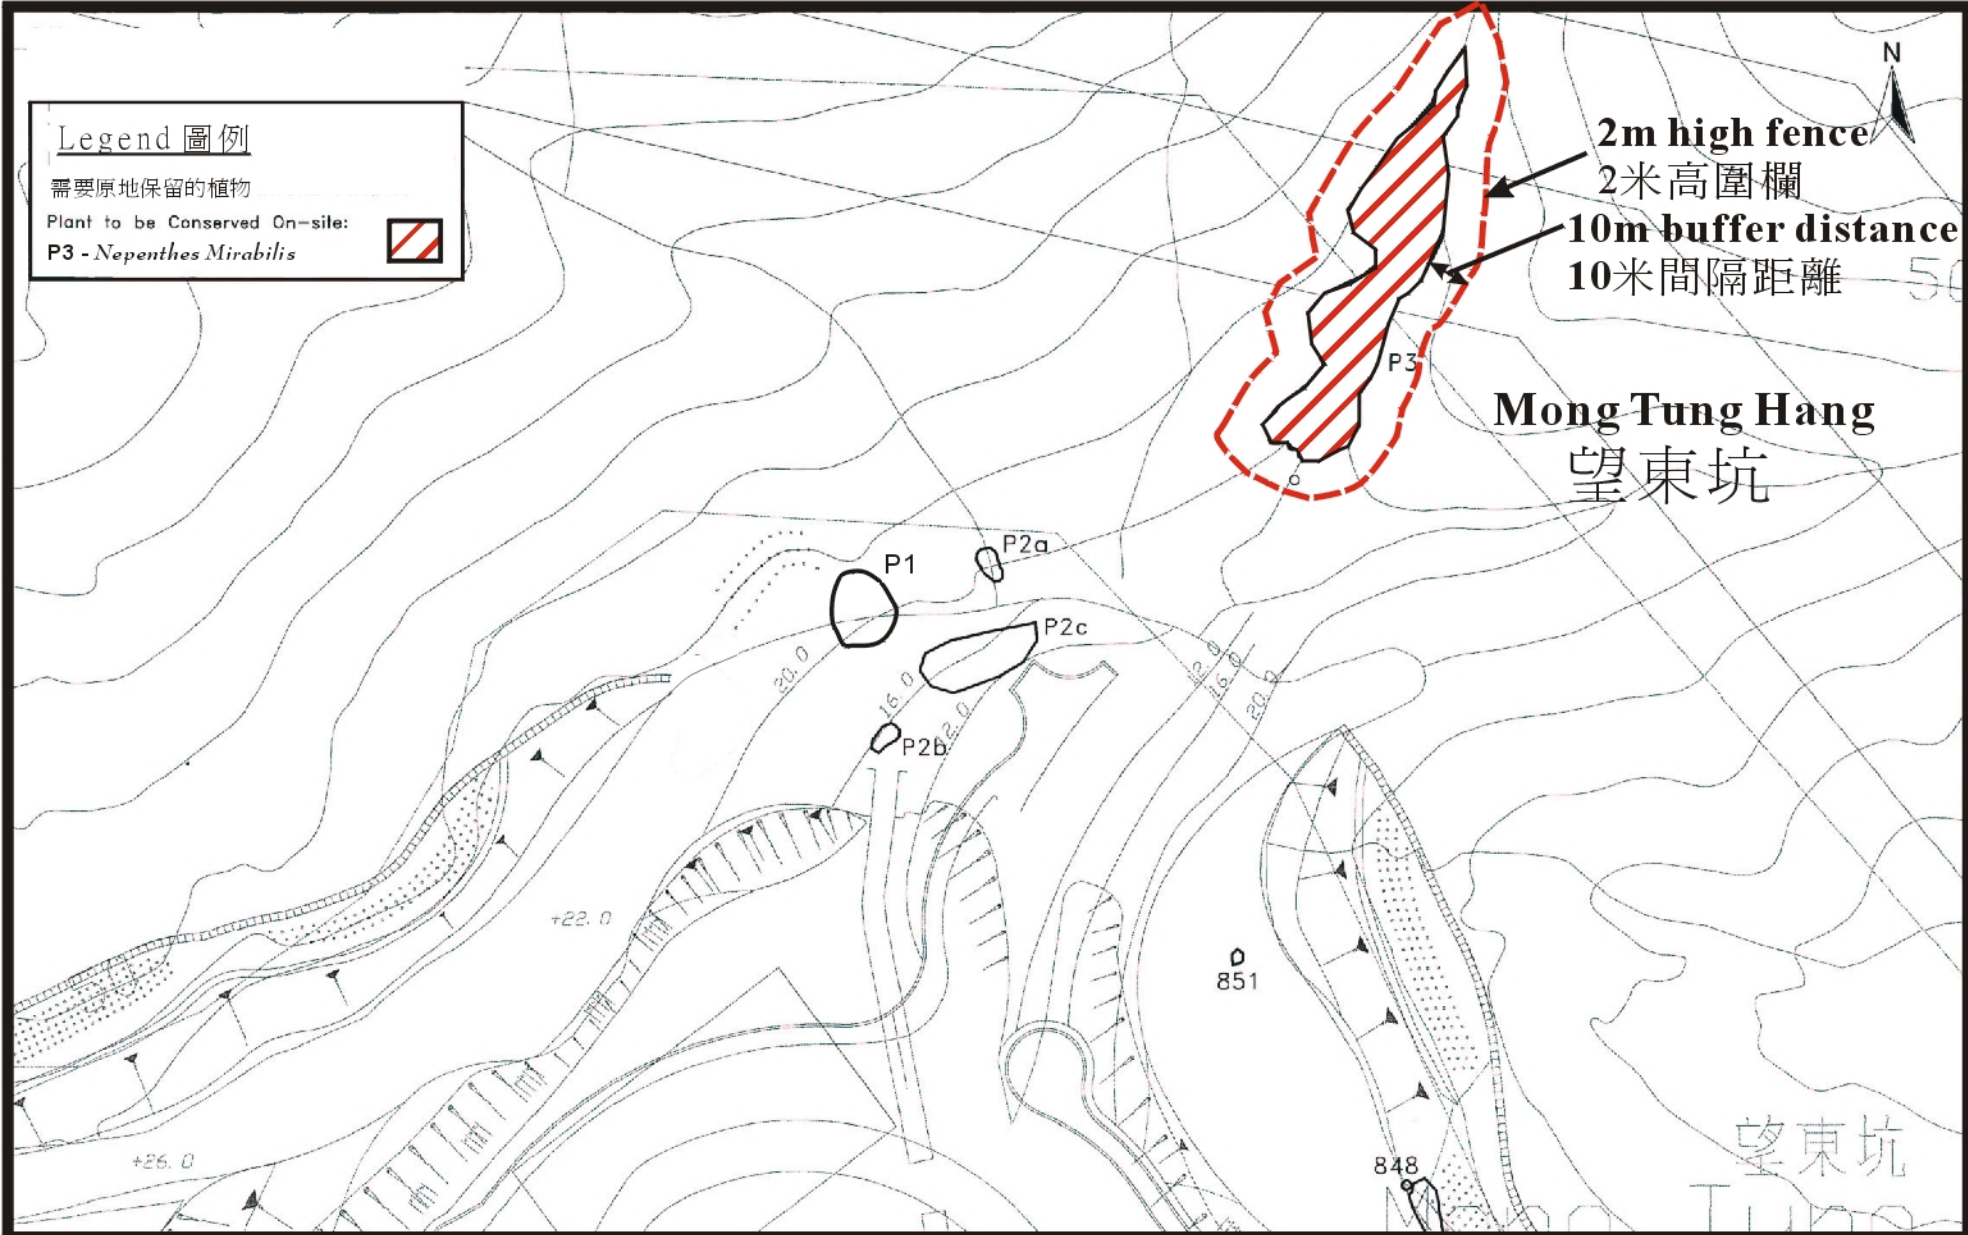 N
Legend 圖例
需要原地保留的植物
Plant to be Conserved On-site:
P3 - Nepenthes Mirabilis
2m high fence
2米高圍欄
10m buffer distance
10米間隔距離
50
P3
Mong Tung Hang
望東坑
P2a
P1
P2c
20.0
16.0
12.0
P2b
12.0
16.0
20.0
+22.0
851
+26.0
848
望東坑
Mong Tung